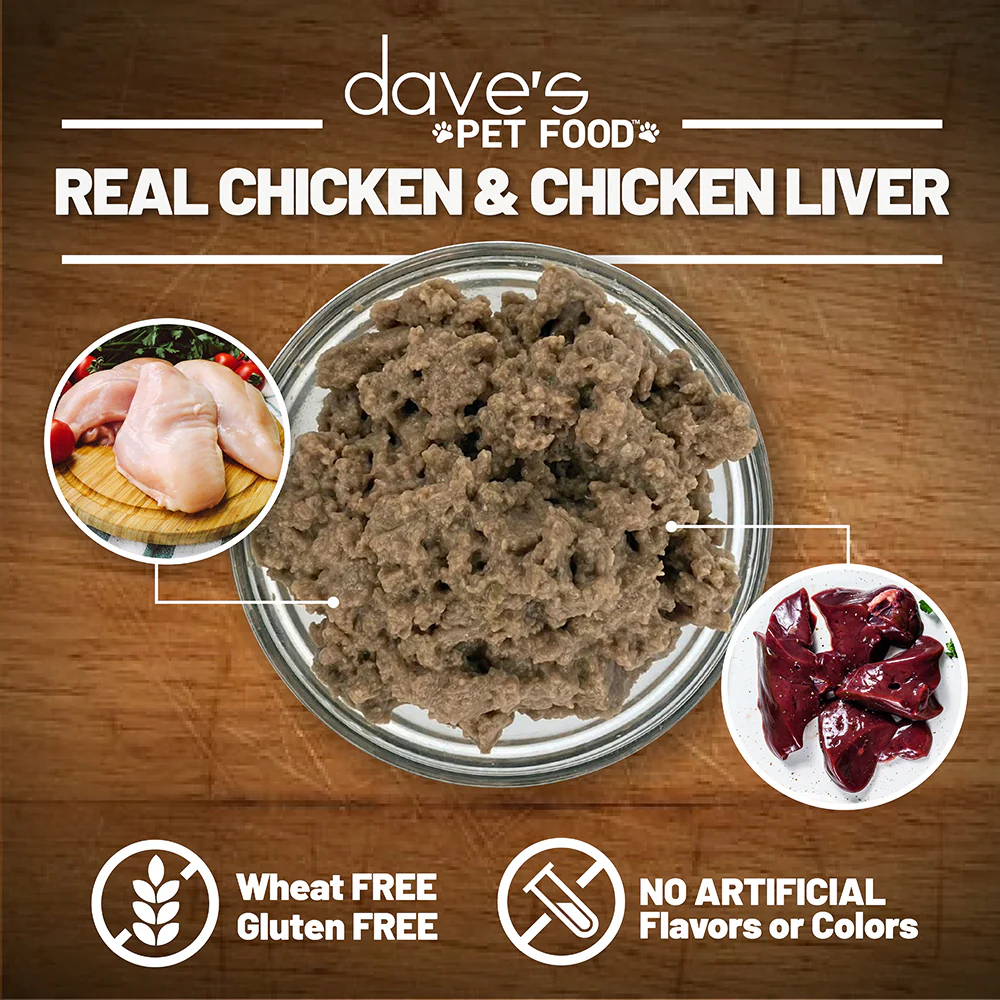 dave's
PET FOOD™
REAL CHICKEN & CHICKEN LIVER
Wheat FREE
Gluten FREE
NO ARTIFICIAL
Flavors or Colors